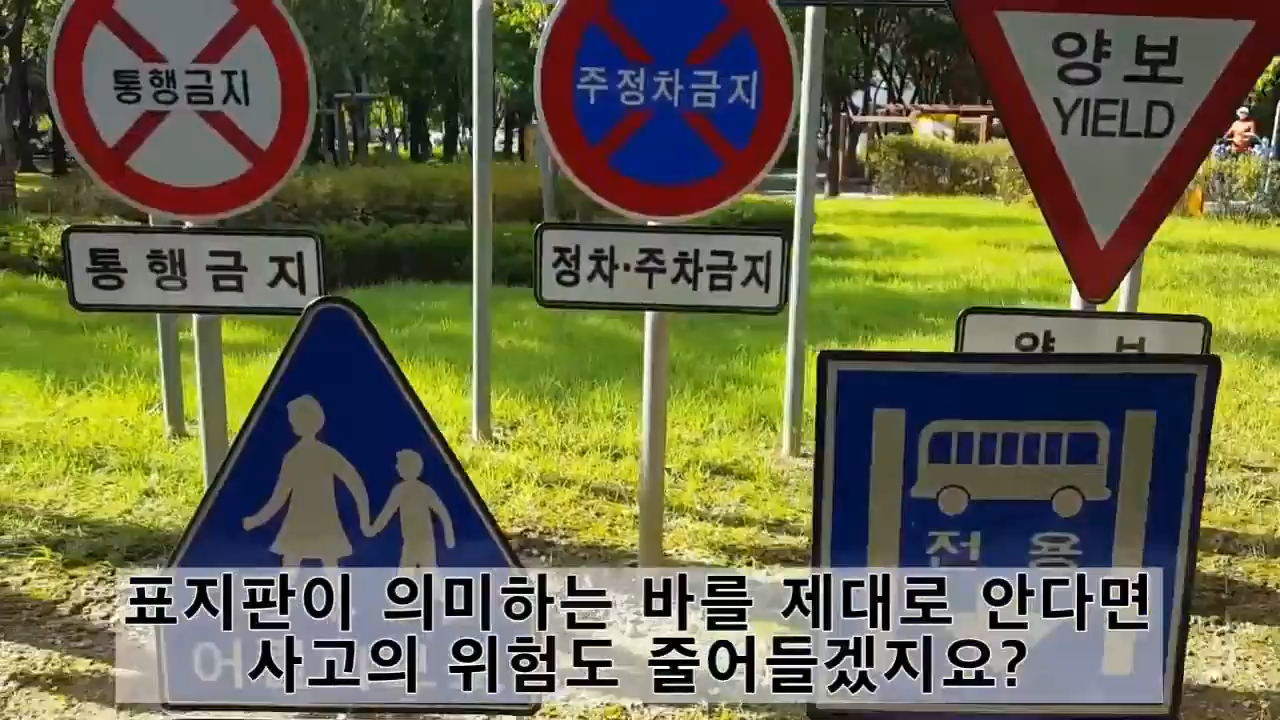 통행금지
주정차금지
양보
YIELD
통행금지
정차·주차금지
양 보
전 용
표지판이 의미하는 바를 제대로 안다면
사고의 위험도 줄어들겠지요?